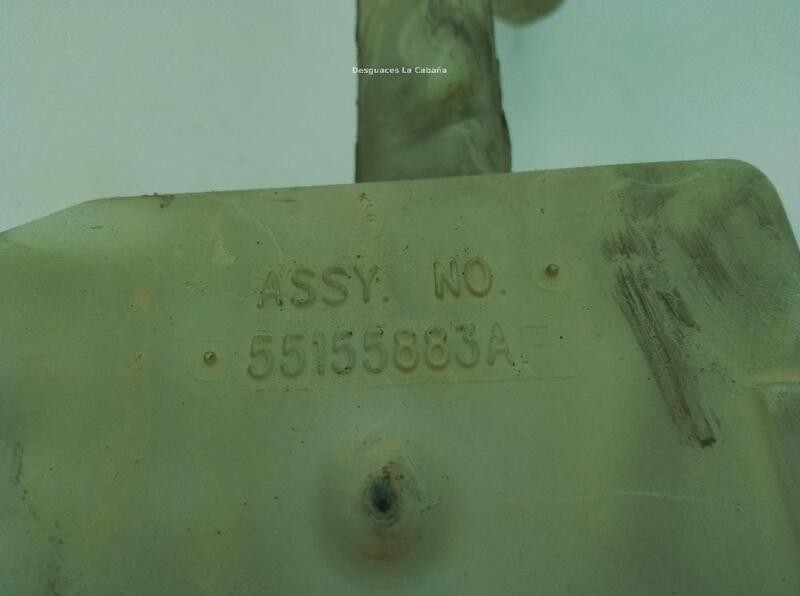 Desguaces La Cabaña
ASSY. NO.
55155883A